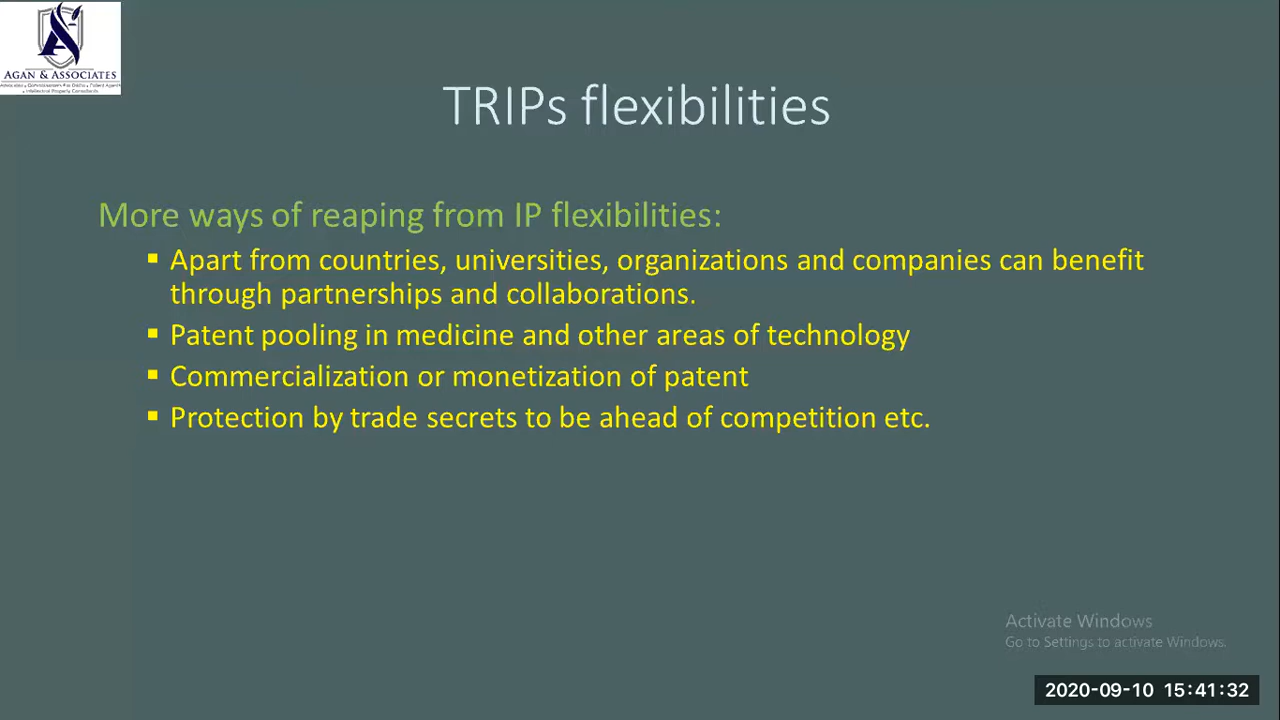 AGAN & ASSOCIATES
TRIPs flexibilities
More ways of reaping from IP flexibilities:
▪ Apart from countries, universities, organizations and companies can benefit
through partnerships and collaborations.
▪ Patent pooling in medicine and other areas of technology
▪ Commercialization or monetization of patent
▪ Protection by trade secrets to be ahead of competition etc.
Activate Windows
Go to Settings to activate Windows.
2020-09-10 15:41:32